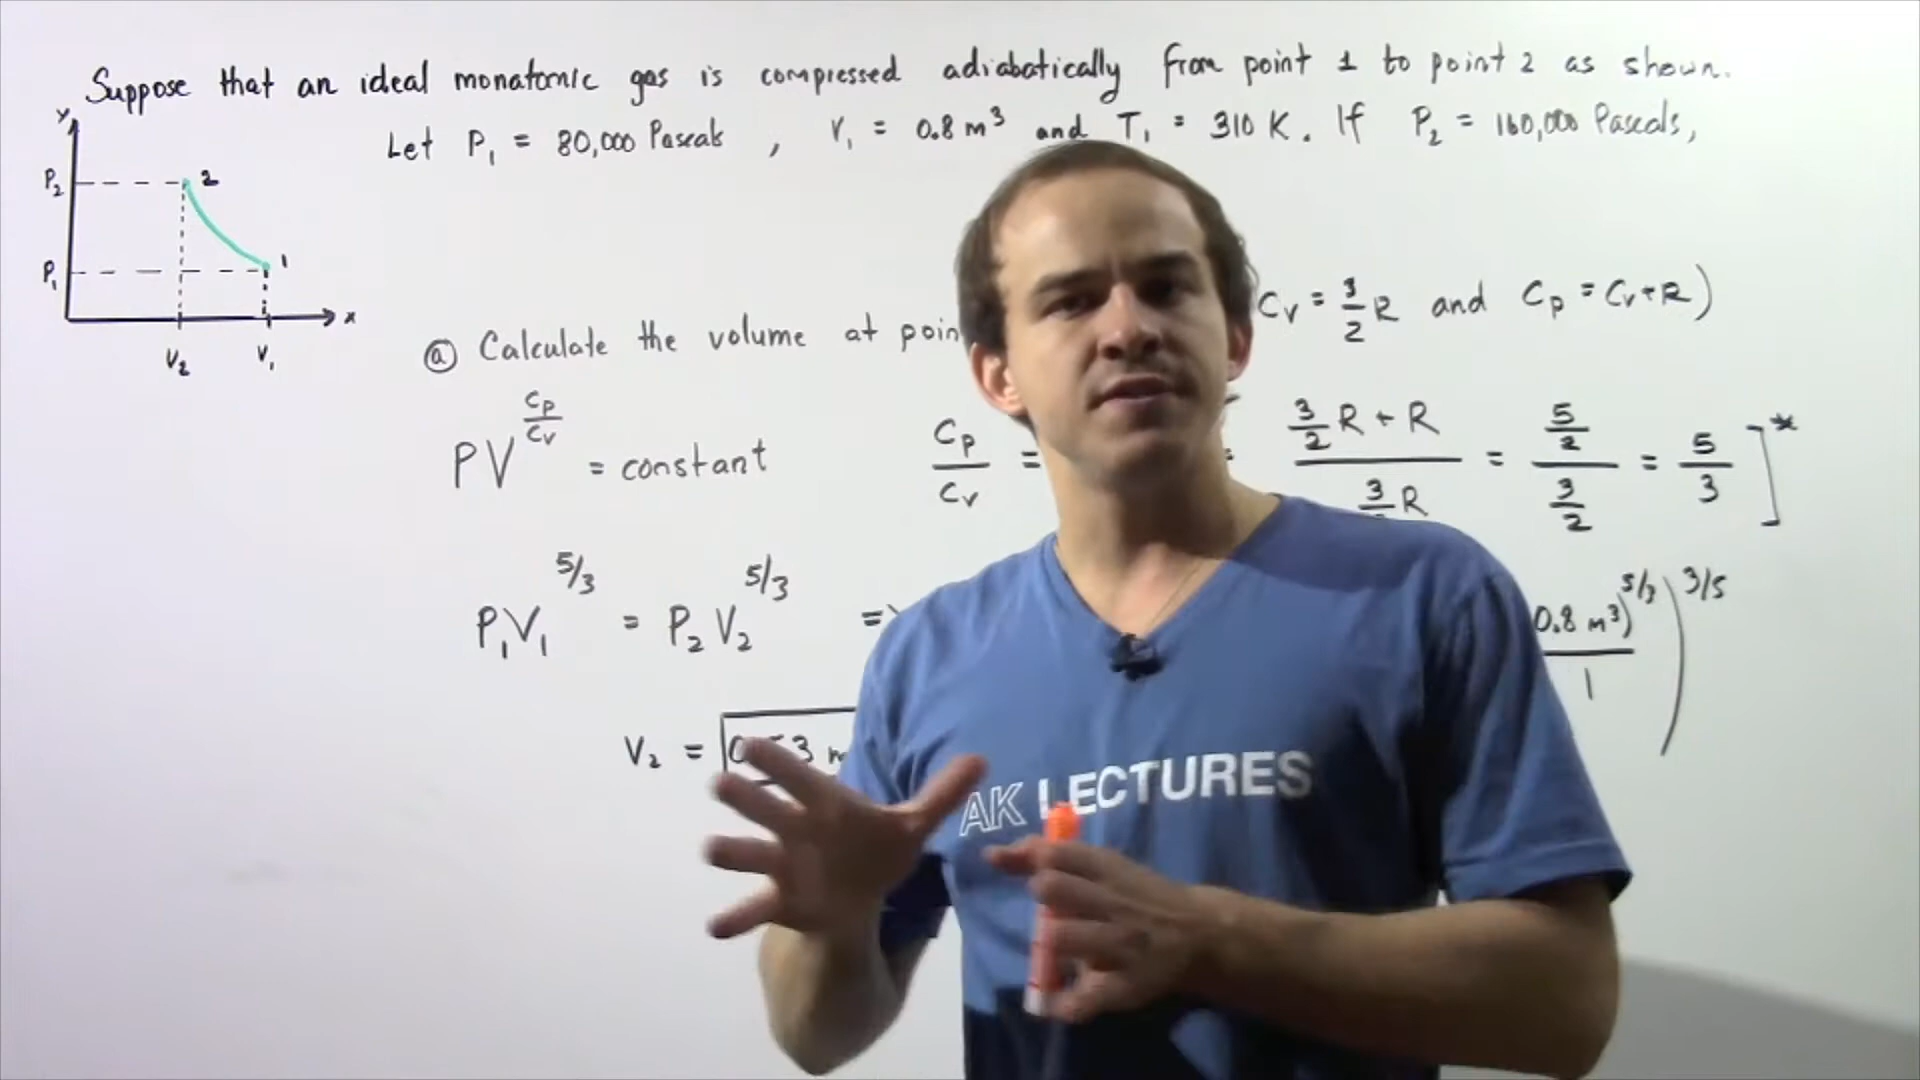 Suppose that an ideal monatomic gas is compressed adiabatically from point 1 to point 2 as shown.
Let P₁ = 80,000 Pascals , V₁ = 0.8 m³ and T₁ = 310 K. If P₂ = 160,000 Pascals,
y
P₂
2
P₁
1
x
V₂ V₁
ⓐ Calculate the volume at Cᵥ = 3/2 R and Cₚ = Cᵥ + R)
PV^(Cₚ/Cᵥ) = constant Cₚ/Cᵥ = = (3/2 R + R)/(3/2 R) = (5/2)/(3/2) = 5/3 ]*
P₁V₁^(5/3) = P₂V₂^(5/3) => 0.8 m³)^(5/3) / 1 )^(3/5)
V₂ =
AK LECTURES